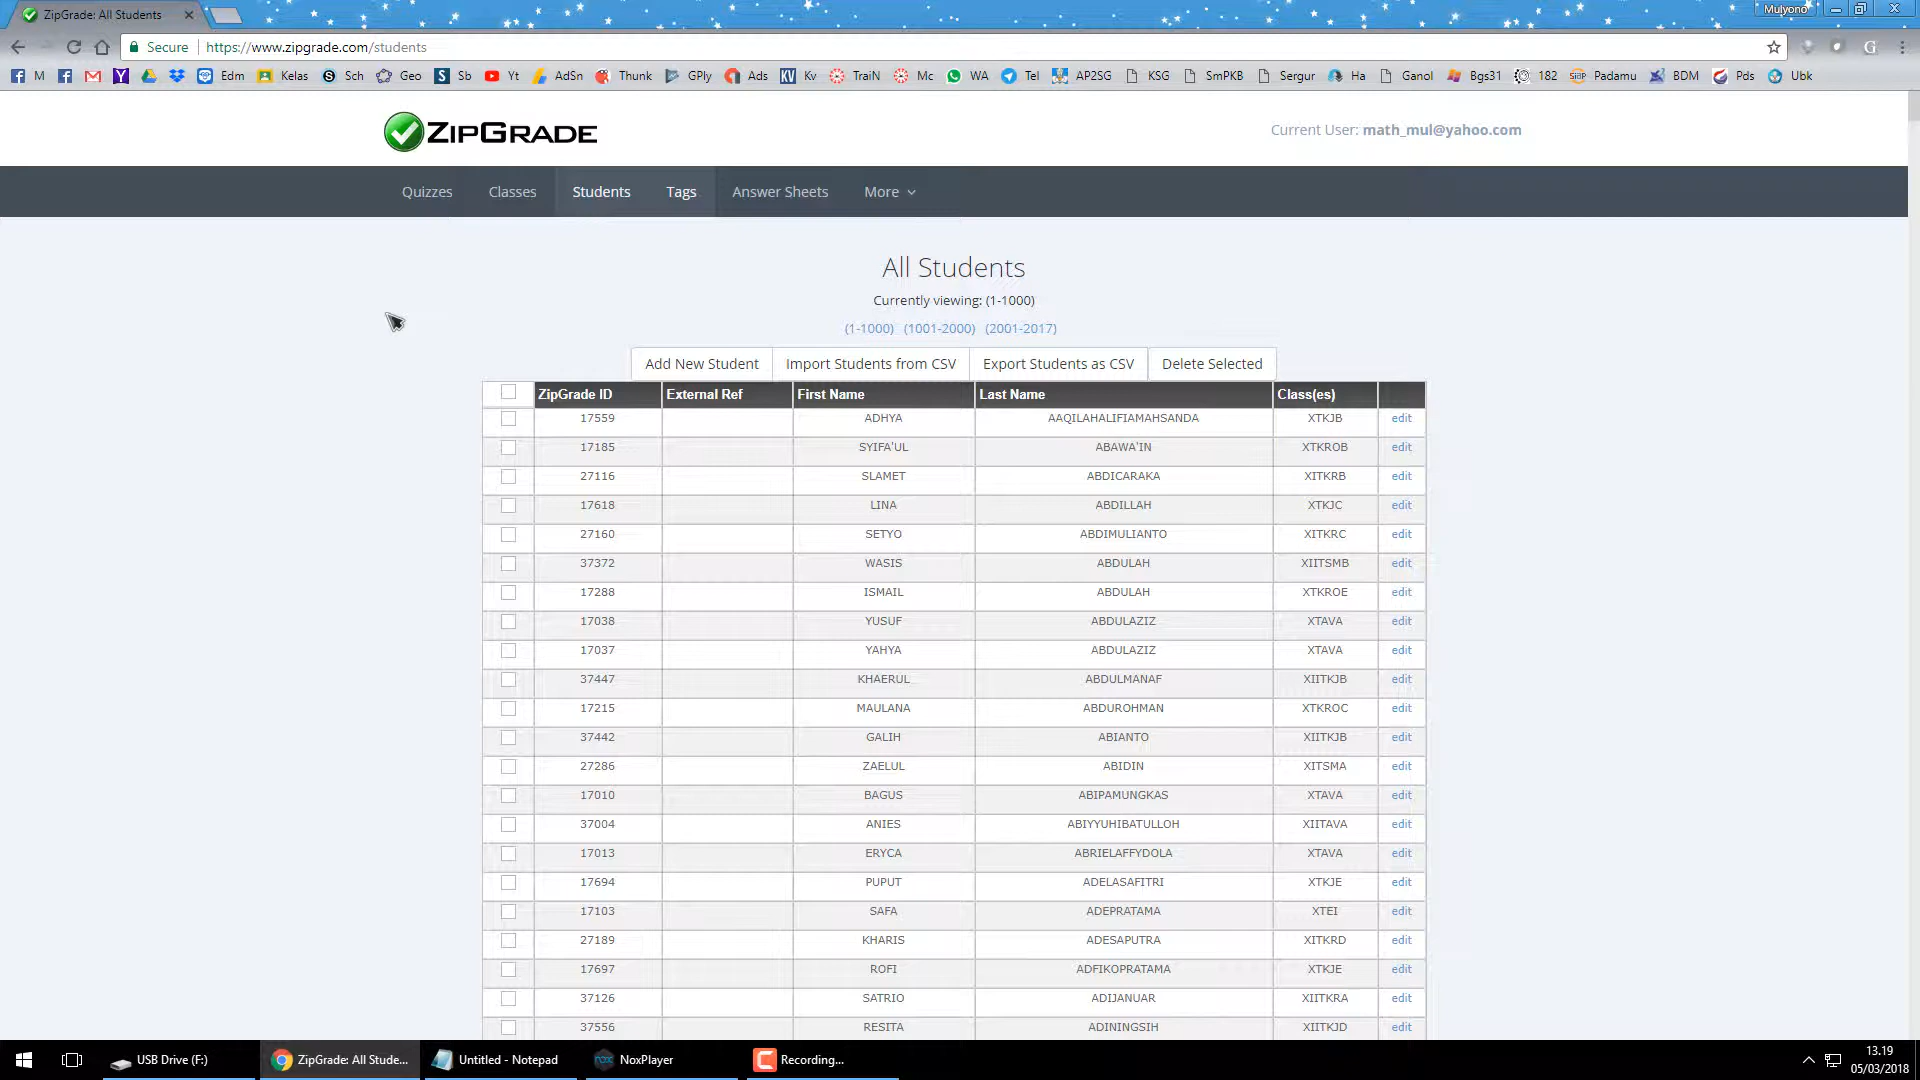 ZipGrade: All Students
Mulyono
Secure https://www.zipgrade.com/students
M Edm Kelas Sch Geo Sb Yt AdSn Thunk GPly Ads Kv TraiN Mc WA Tel AP2SG KSG SmPKB Sergur Ha Ganol Bgs31 182 Padamu BDM Pds Ubk
ZIPGRADE
Current User: math_mul@yahoo.com
Quizzes Classes Students Tags Answer Sheets More
All Students
Currently viewing: (1-1000)
(1-1000) (1001-2000) (2001-2017)
Add New Student Import Students from CSV Export Students as CSV Delete Selected
ZipGrade ID External Ref First Name Last Name Class(es)
17559 ADHYA AAQILAHALIFIAMAHSANDA XTKJB edit
17185 SYIFA'UL ABAWA'IN XTKROB edit
27116 SLAMET ABDICARAKA XITKRB edit
17618 LINA ABDILLAH XTKJC edit
27160 SETYO ABDIMULIANTO XITKRC edit
37372 WASIS ABDULAH XIITSMB edit
17288 ISMAIL ABDULAH XTKROE edit
17038 YUSUF ABDULAZIZ XTAVA edit
17037 YAHYA ABDULAZIZ XTAVA edit
37447 KHAERUL ABDULMANAF XIITKJB edit
17215 MAULANA ABDUROHMAN XTKROC edit
37442 GALIH ABIANTO XIITKJB edit
27286 ZAELUL ABIDIN XITSMA edit
17010 BAGUS ABIPAMUNGKAS XTAVA edit
37004 ANIES ABIYYUHIBATULLOH XIITAVA edit
17013 ERYCA ABRIELAFFYDOLA XTAVA edit
17694 PUPUT ADELASAFITRI XTKJE edit
17103 SAFA ADEPRATAMA XTEI edit
27189 KHARIS ADESAPUTRA XITKRD edit
17697 ROFI ADFIKOPRATAMA XTKJE edit
37126 SATRIO ADIJANUAR XIITKRA edit
37556 RESITA ADININGSIH XIITKJD edit
USB Drive (F:) ZipGrade: All Stude... Untitled - Notepad NoxPlayer Recording...
13.19
05/03/2018